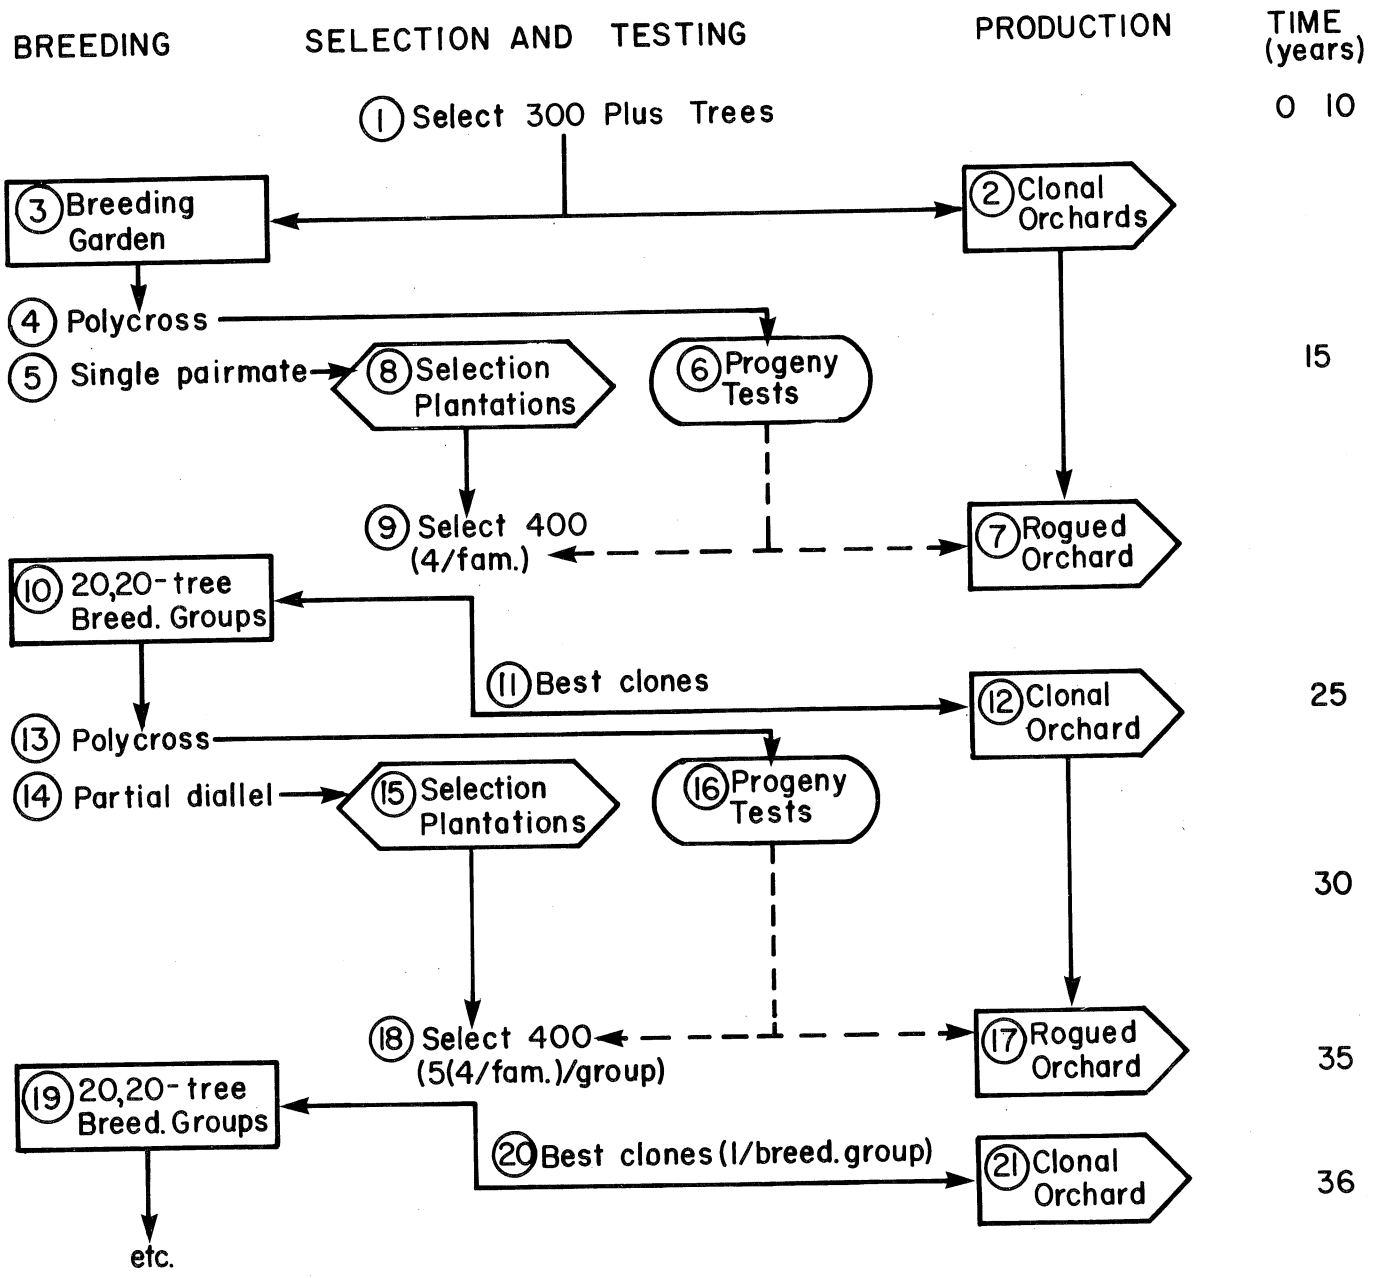 BREEDING SELECTION AND TESTING PRODUCTION TIME
(years)
① Select 300 Plus Trees 0 10
③ Breeding
Garden
② Clonal
Orchards
④ Polycross
⑤ Single pairmate
⑧ Selection
Plantations
⑥ Progeny
Tests
15
⑨ Select 400
(4/fam.)
⑦ Rogued
Orchard
⑩ 20,20-tree
Breed. Groups
⑪ Best clones
⑫ Clonal
Orchard
25
⑬ Polycross
⑭ Partial diallel
⑮ Selection
Plantations
⑯ Progeny
Tests
30
⑱ Select 400
(5(4/fam.)/group)
⑰ Rogued
Orchard
35
⑲ 20,20-tree
Breed. Groups
⑳ Best clones (1/breed. group)
㉑ Clonal
Orchard
36
etc.